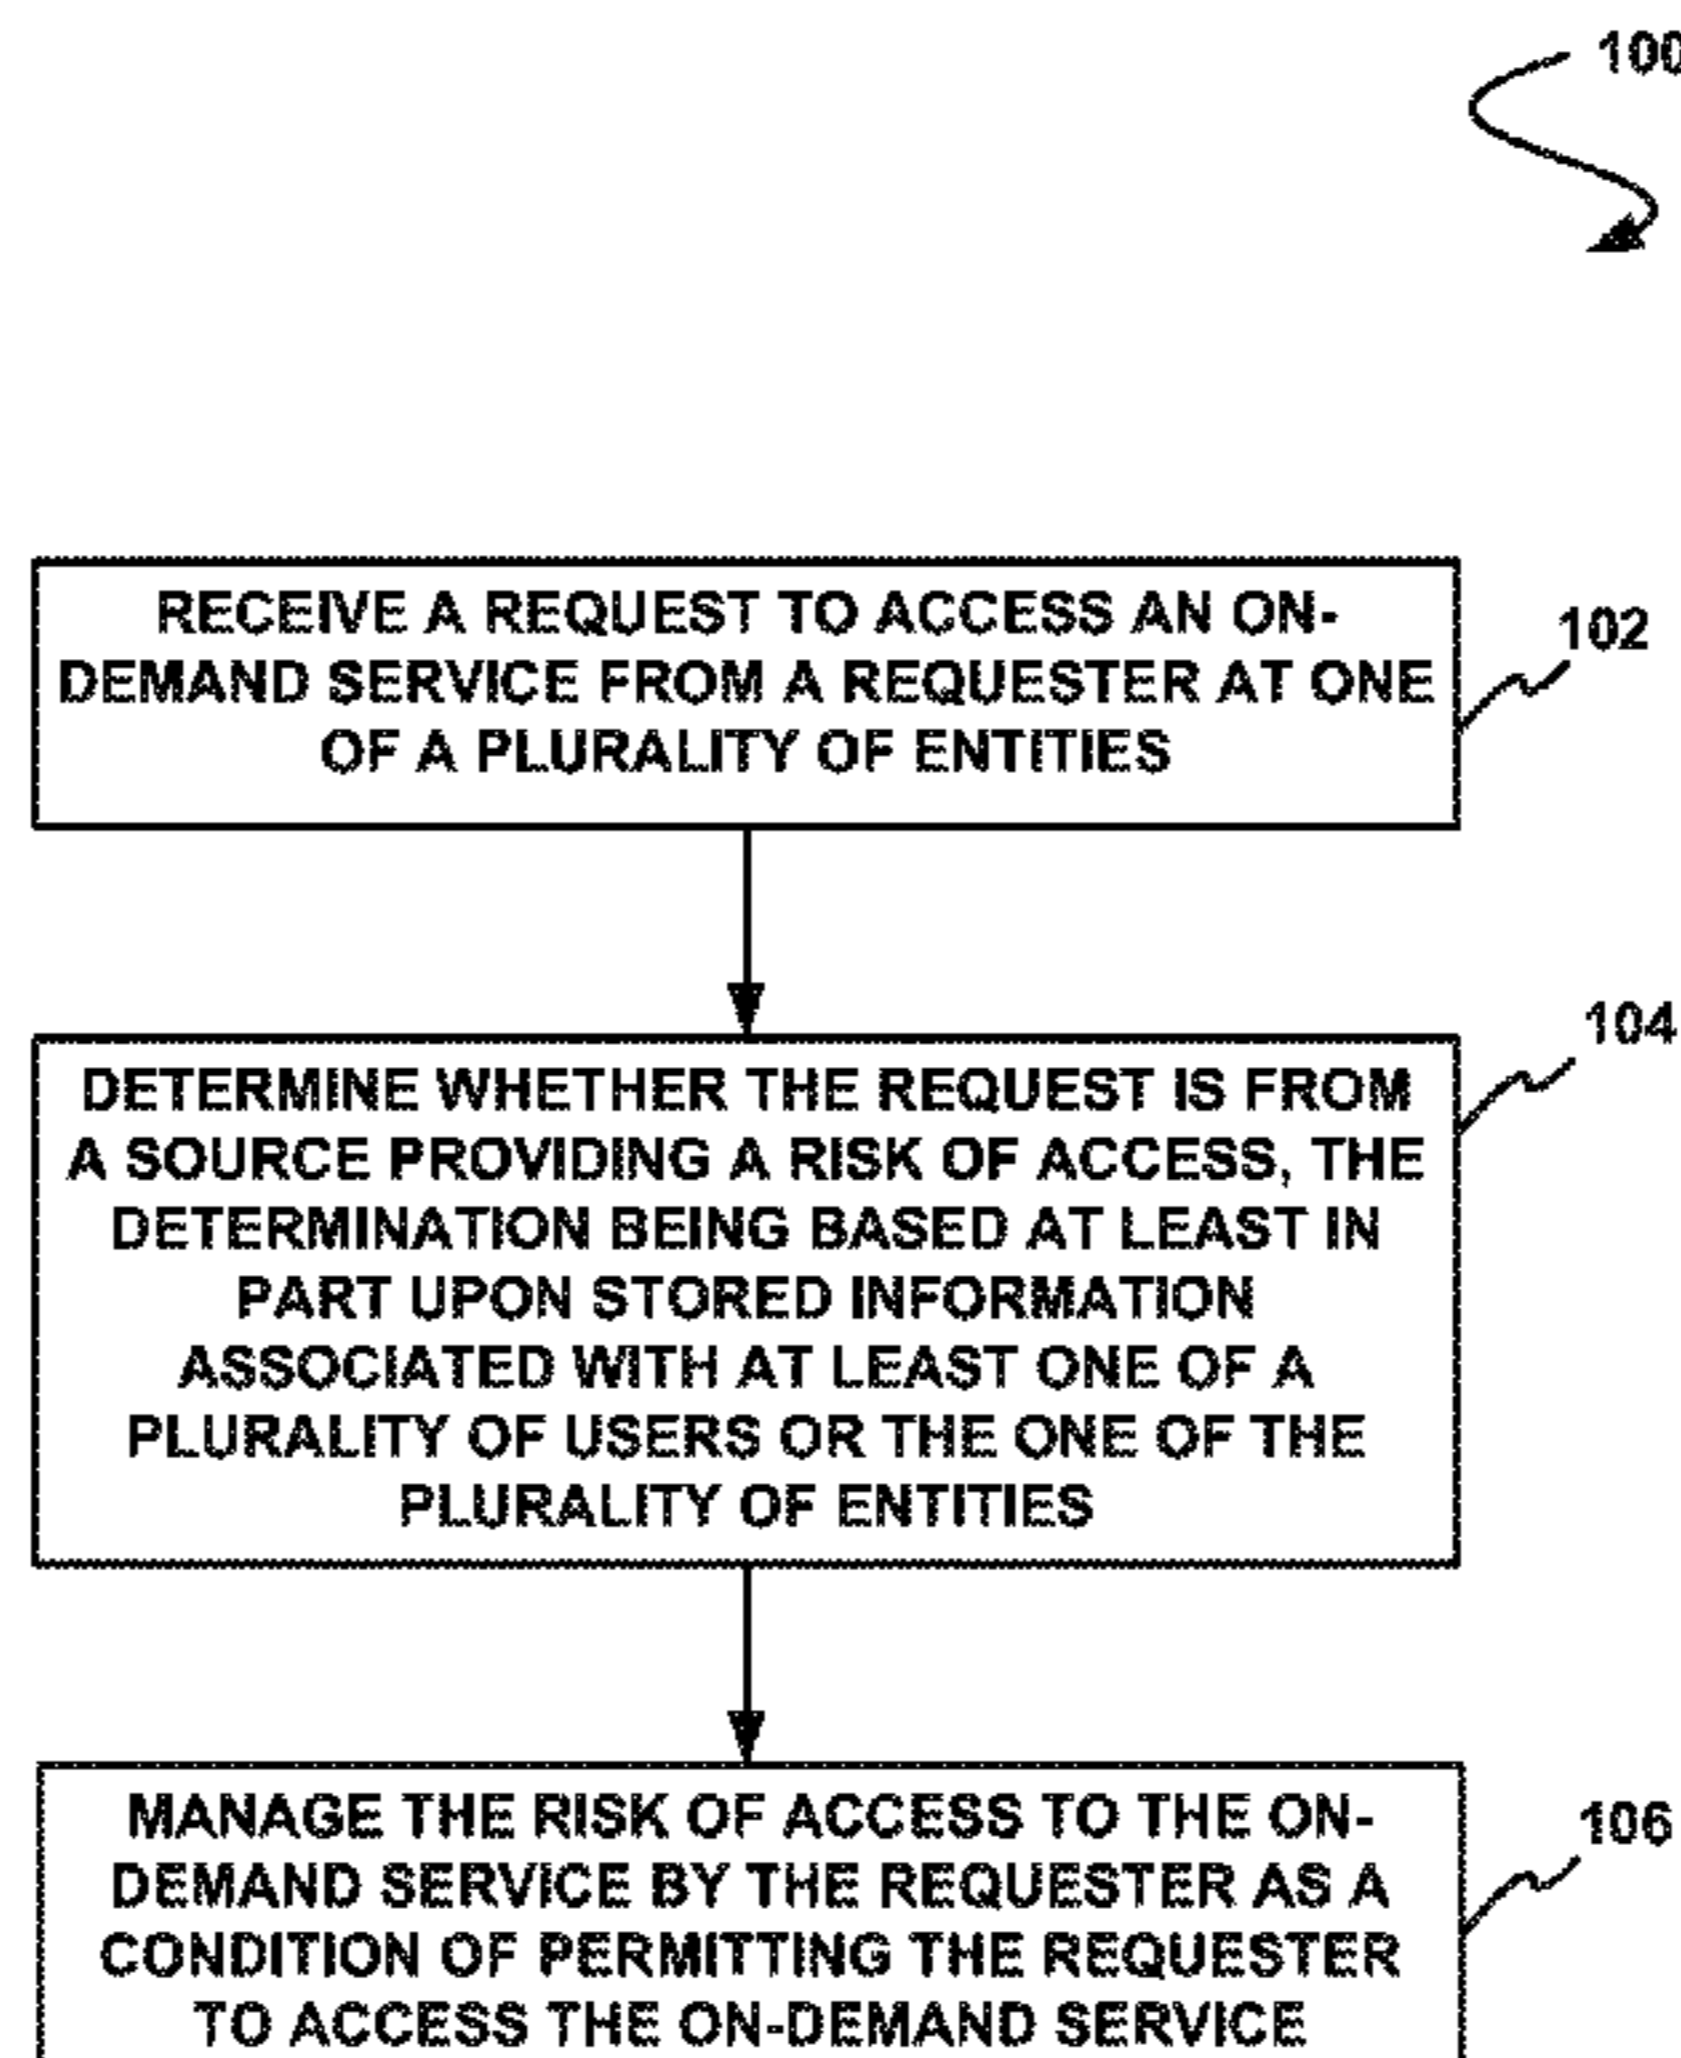 100
RECEIVE A REQUEST TO ACCESS AN ON-
DEMAND SERVICE FROM A REQUESTER AT ONE
OF A PLURALITY OF ENTITIES
102
DETERMINE WHETHER THE REQUEST IS FROM
A SOURCE PROVIDING A RISK OF ACCESS, THE
DETERMINATION BEING BASED AT LEAST IN
PART UPON STORED INFORMATION
ASSOCIATED WITH AT LEAST ONE OF A
PLURALITY OF USERS OR THE ONE OF THE
PLURALITY OF ENTITIES
104
MANAGE THE RISK OF ACCESS TO THE ON-
DEMAND SERVICE BY THE REQUESTER AS A
CONDITION OF PERMITTING THE REQUESTER
TO ACCESS THE ON-DEMAND SERVICE
106